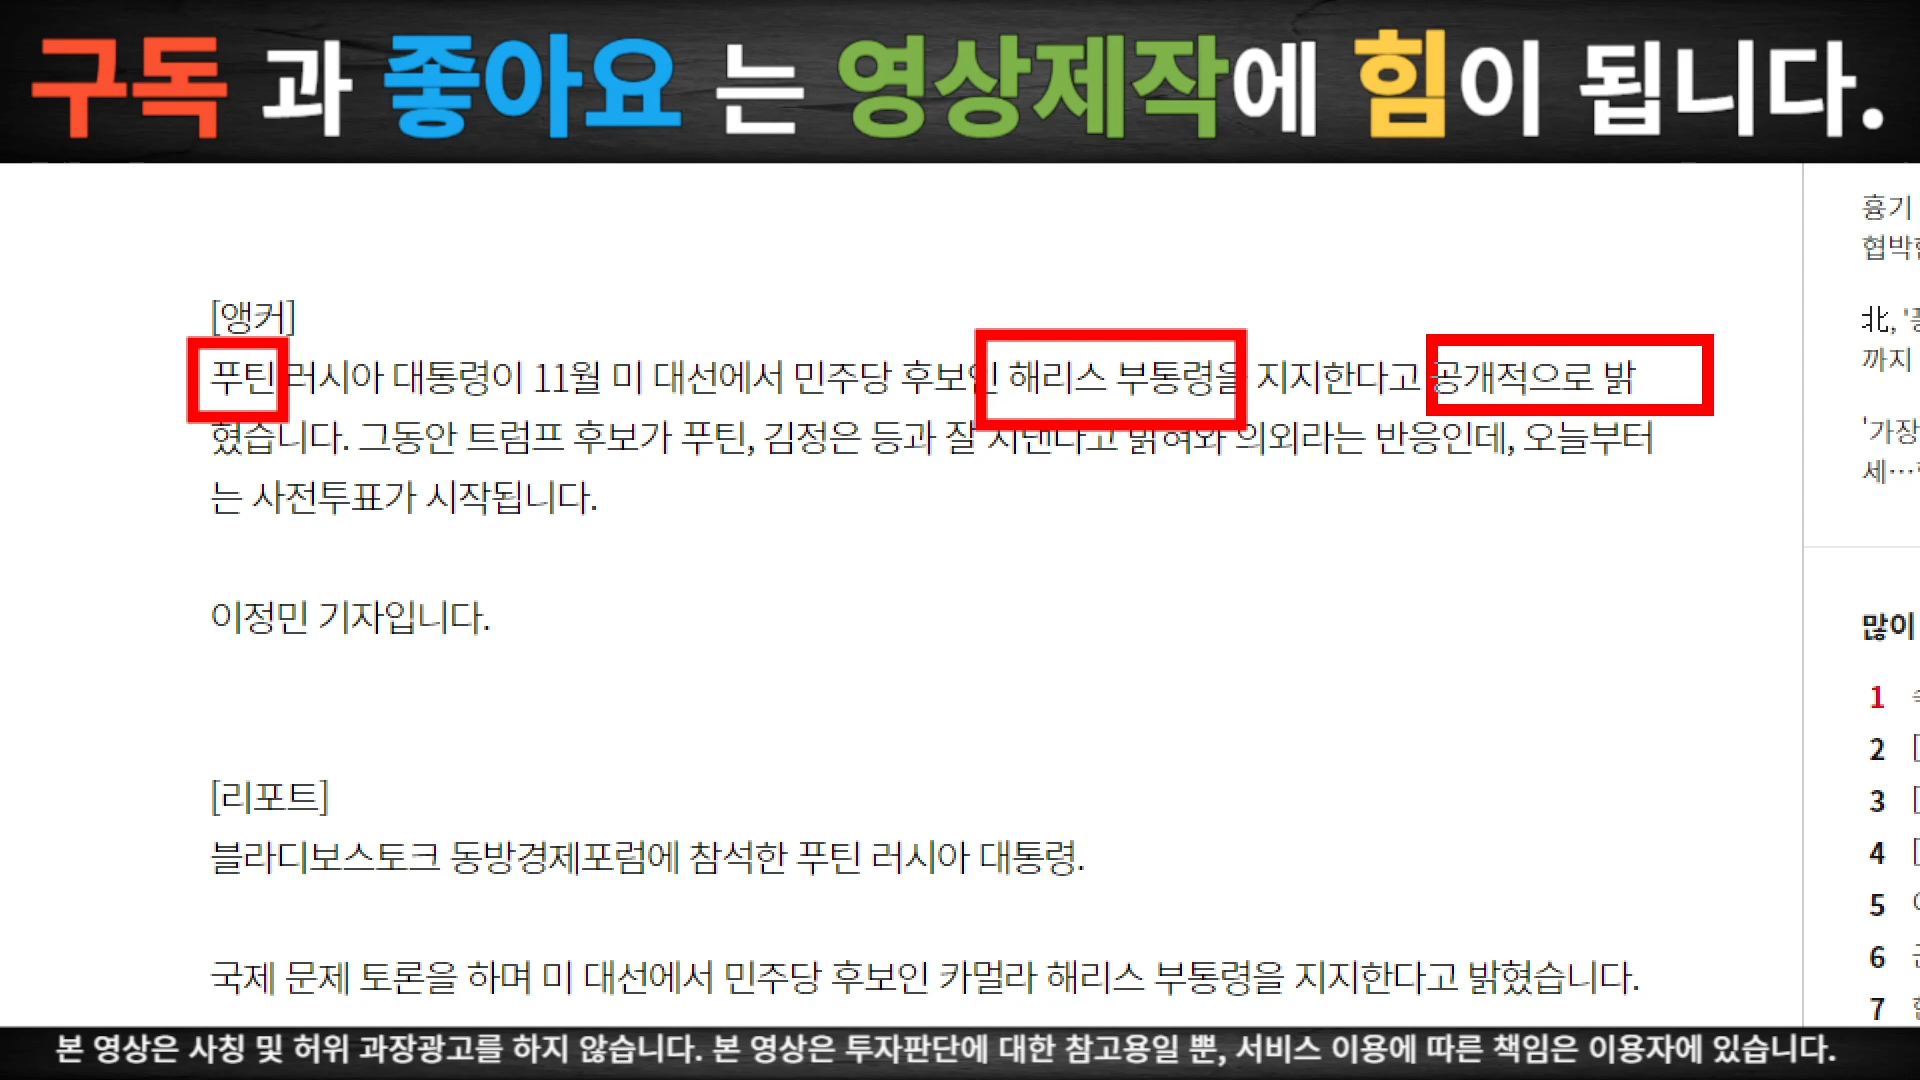 구독 과 좋아요 는 영상제작에 힘이 됩니다.
[앵커]
푸틴 러시아 대통령이 11월 미 대선에서 민주당 후보인 해리스 부통령을 지지한다고 공개적으로 밝
혔습니다. 그동안 트럼프 후보가 푸틴, 김정은 등과 잘 지낸다고 밝혀와 의외라는 반응인데, 오늘부터
는 사전투표가 시작됩니다.
이정민 기자입니다.
[리포트]
블라디보스토크 동방경제포럼에 참석한 푸틴 러시아 대통령.
국제 문제 토론을 하며 미 대선에서 민주당 후보인 카멀라 해리스 부통령을 지지한다고 밝혔습니다.
흉기
협박
北, '
까지
'가장
세…
많이
1
2
3
4
5
6
7
본 영상은 사칭 및 허위 과장광고를 하지 않습니다. 본 영상은 투자판단에 대한 참고용일 뿐, 서비스 이용에 따른 책임은 이용자에 있습니다.